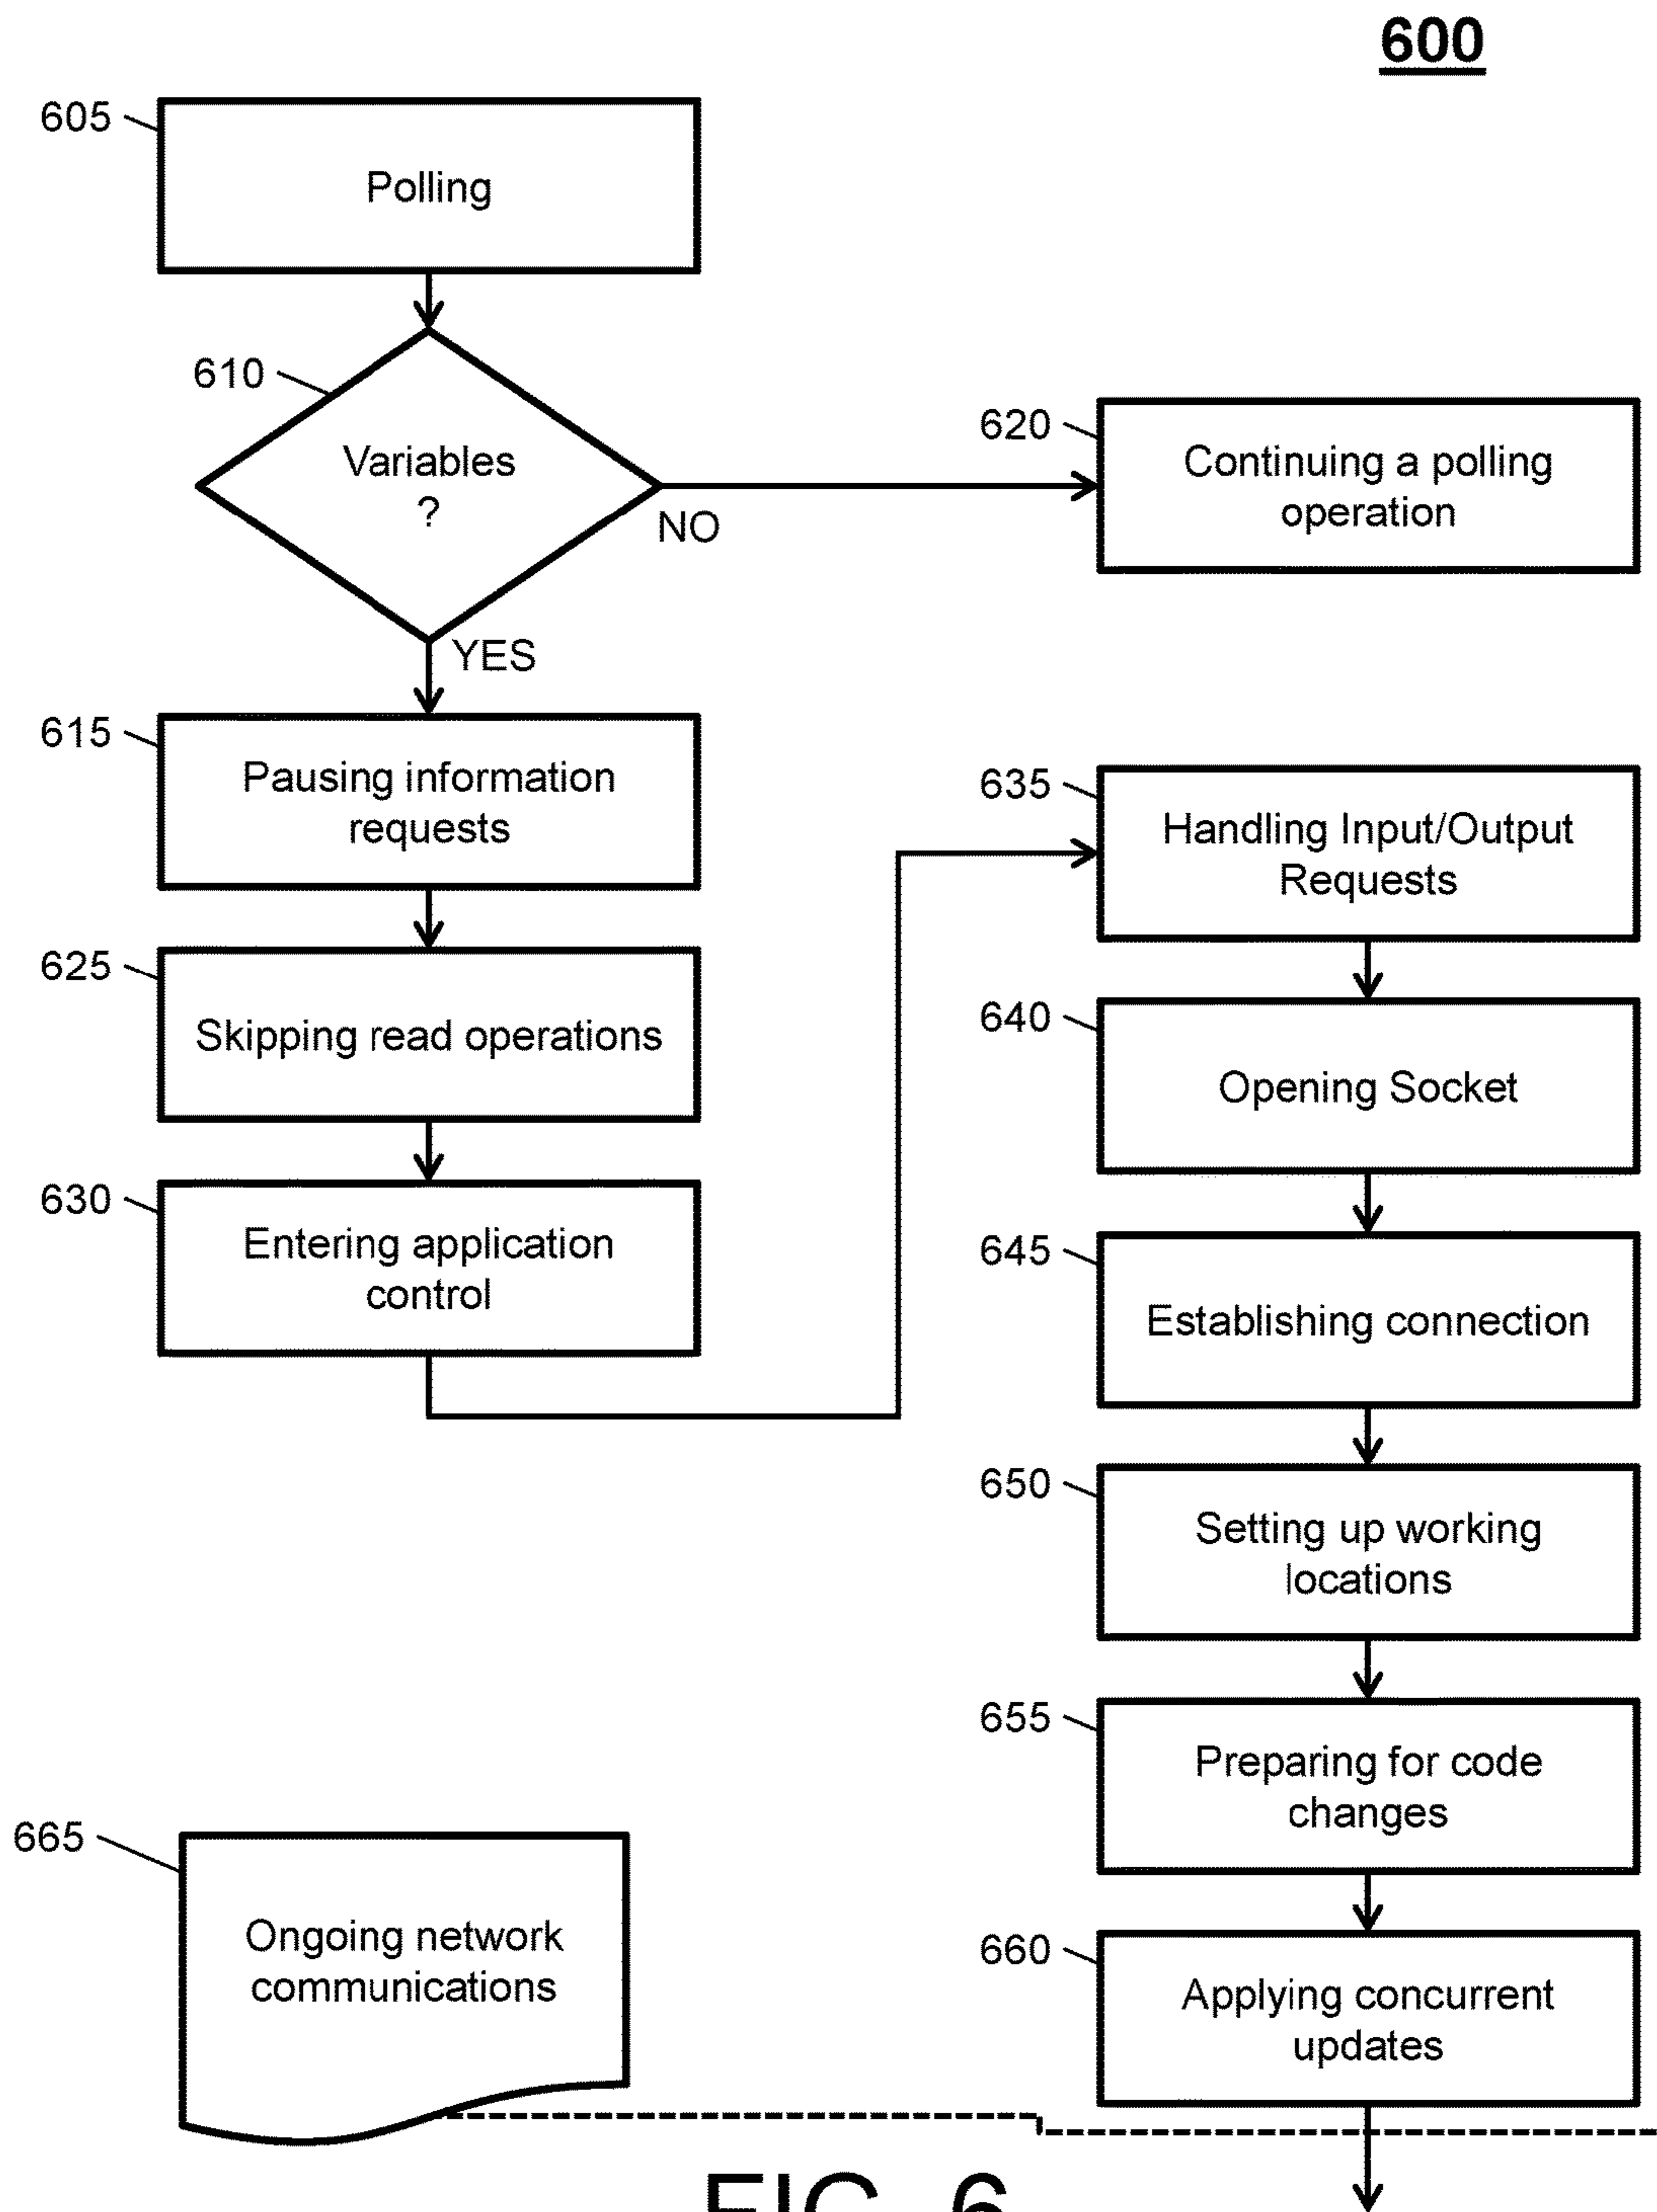 600
605
Polling
610
Variables
?
NO
YES
620
Continuing a polling
operation
615
Pausing information
requests
625
Skipping read operations
630
Entering application
control
635
Handling Input/Output
Requests
640
Opening Socket
645
Establishing connection
650
Setting up working
locations
655
Preparing for code
changes
660
Applying concurrent
updates
665
Ongoing network
communications
FIG. 6